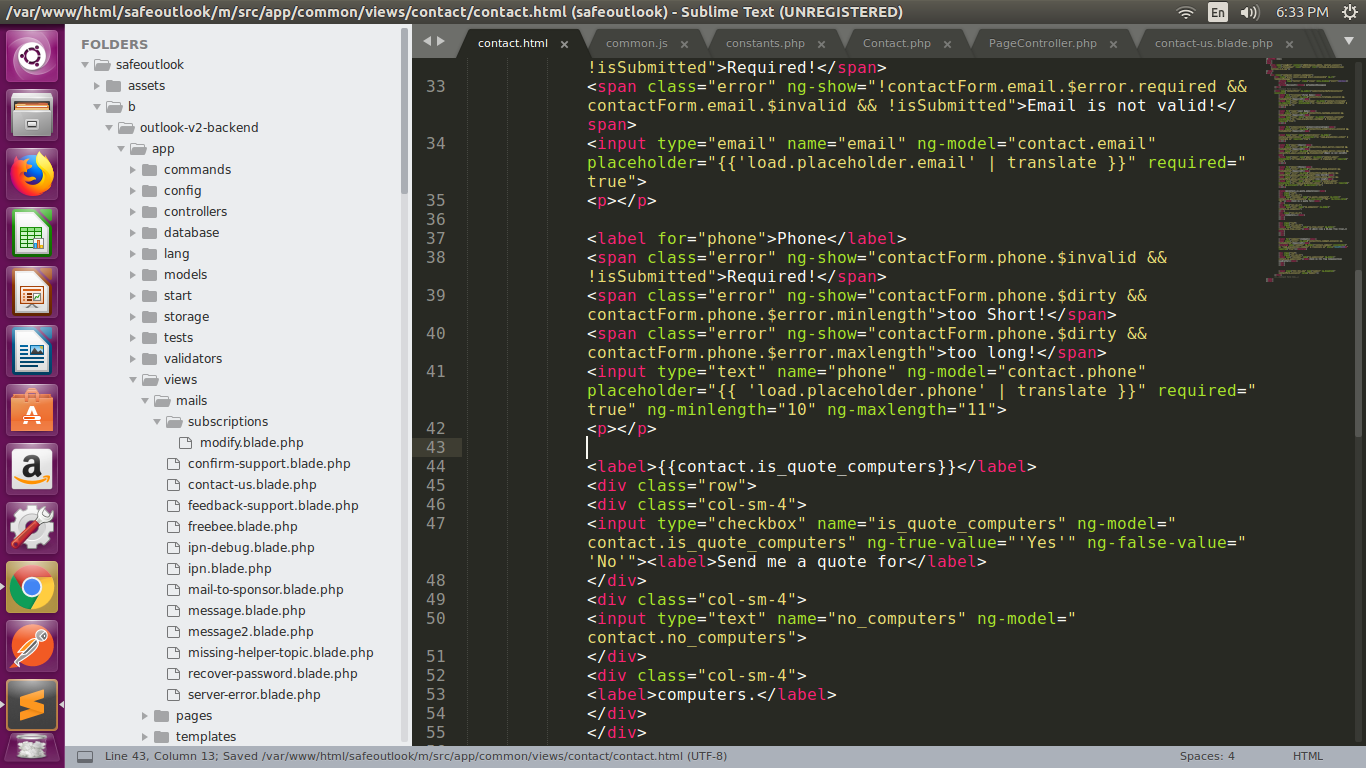 /var/www/html/safeoutlook/m/src/app/common/views/contact/contact.html (safeoutlook) - Sublime Text (UNREGISTERED)
En
6:33 PM
FOLDERS
safeoutlook
assets
b
outlook-v2-backend
app
commands
config
controllers
database
lang
models
start
storage
tests
validators
views
mails
subscriptions
modify.blade.php
confirm-support.blade.php
contact-us.blade.php
feedback-support.blade.php
freebee.blade.php
ipn-debug.blade.php
ipn.blade.php
mail-to-sponsor.blade.php
message.blade.php
message2.blade.php
missing-helper-topic.blade.php
recover-password.blade.php
server-error.blade.php
pages
templates
contact.html × common.js × constants.php × Contact.php × PageController.php × contact-us.blade.php ×
!isSubmitted">Required!</span>
33 <span class="error" ng-show="!contactForm.email.$error.required &&
contactForm.email.$invalid && !isSubmitted">Email is not valid!</
span>
34 <input type="email" name="email" ng-model="contact.email"
placeholder="{{'load.placeholder.email' | translate }}" required="
true">
35 <p></p>
36
37 <label for="phone">Phone</label>
38 <span class="error" ng-show="contactForm.phone.$invalid &&
!isSubmitted">Required!</span>
39 <span class="error" ng-show="contactForm.phone.$dirty &&
contactForm.phone.$error.minlength">too Short!</span>
40 <span class="error" ng-show="contactForm.phone.$dirty &&
contactForm.phone.$error.maxlength">too long!</span>
41 <input type="text" name="phone" ng-model="contact.phone"
placeholder="{{ 'load.placeholder.phone' | translate }}" required="
true" ng-minlength="10" ng-maxlength="11">
42 <p></p>
43
44 <label>{{contact.is_quote_computers}}</label>
45 <div class="row">
46 <div class="col-sm-4">
47 <input type="checkbox" name="is_quote_computers" ng-model="
contact.is_quote_computers" ng-true-value="'Yes'" ng-false-value="
'No'"><label>Send me a quote for</label>
48 </div>
49 <div class="col-sm-4">
50 <input type="text" name="no_computers" ng-model="
contact.no_computers">
51 </div>
52 <div class="col-sm-4">
53 <label>computers.</label>
54 </div>
55 </div>
Line 43, Column 13; Saved /var/www/html/safeoutlook/m/src/app/common/views/contact/contact.html (UTF-8)
Spaces: 4
HTML